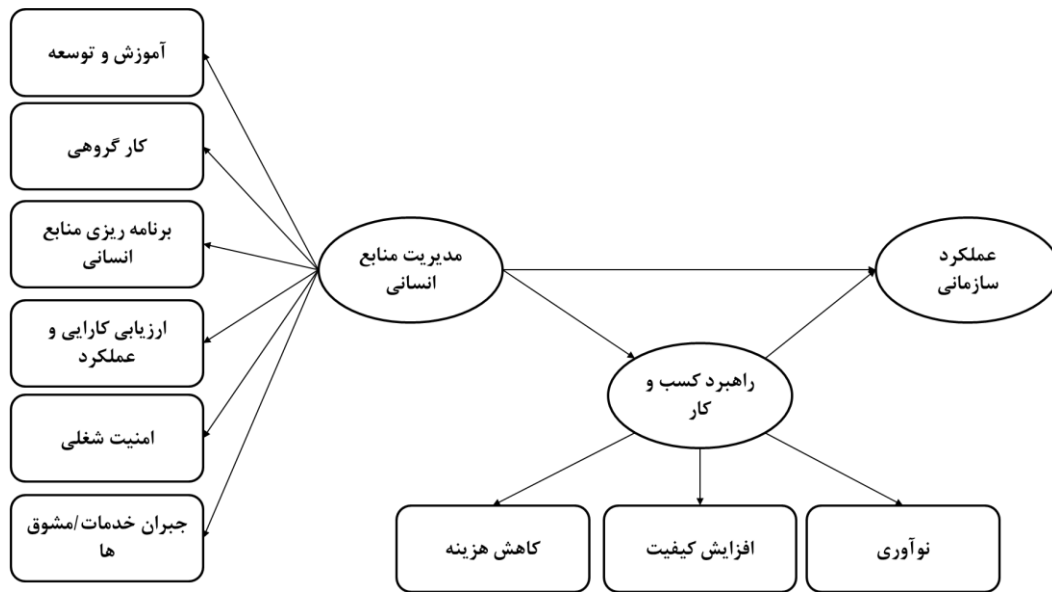 آموزش و توسعه
کار گروهی
برنامه ریزی منابع
انسانی
ارزیابی کارایی و
عملکرد
امنیت شغلی
جبران خدمات/مشوق
ها
مدیریت منابع
انسانی
عملکرد
سازمانی
راهبرد کسب و
کار
کاهش هزینه
افزایش کیفیت
نوآوری